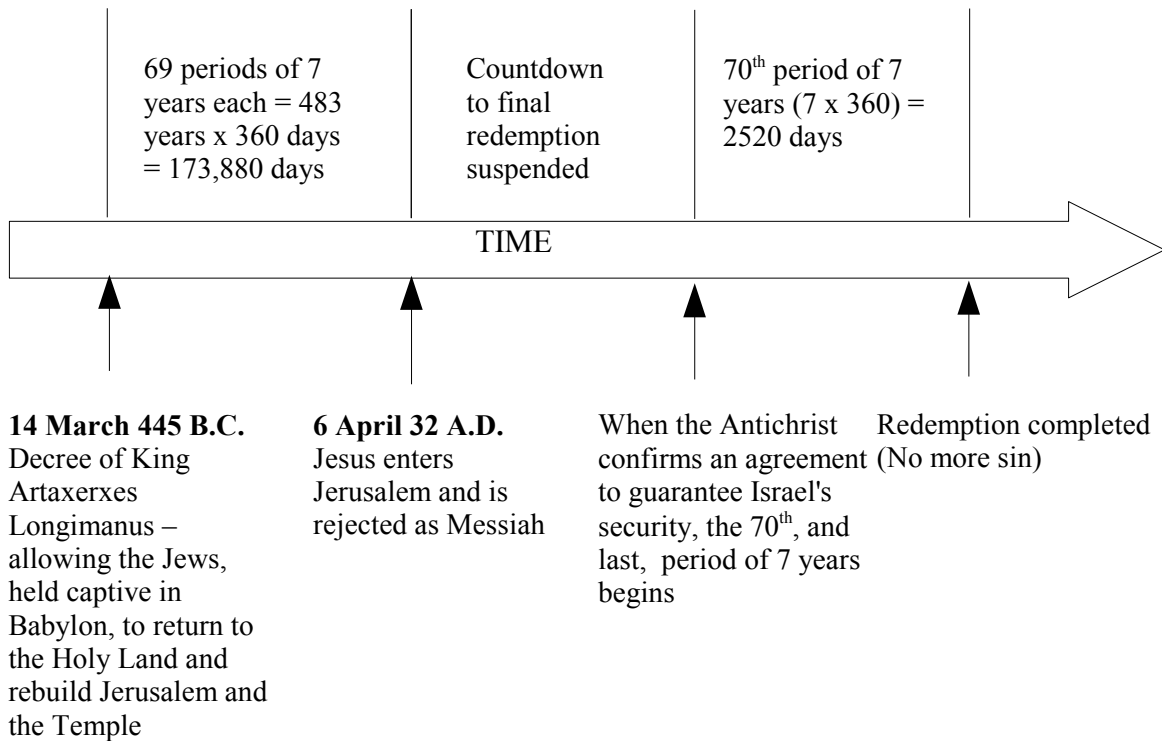 69 periods of 7
years each = 483
years x 360 days
= 173,880 days
Countdown
to final
redemption
suspended
70th period of 7
years (7 x 360) =
2520 days
TIME
14 March 445 B.C.
Decree of King
Artaxerxes
Longimanus –
allowing the Jews,
held captive in
Babylon, to return to
the Holy Land and
rebuild Jerusalem and
the Temple
6 April 32 A.D.
Jesus enters
Jerusalem and is
rejected as Messiah
When the Antichrist
confirms an agreement
to guarantee Israel's
security, the 70th, and
last, period of 7 years
begins
Redemption completed
(No more sin)